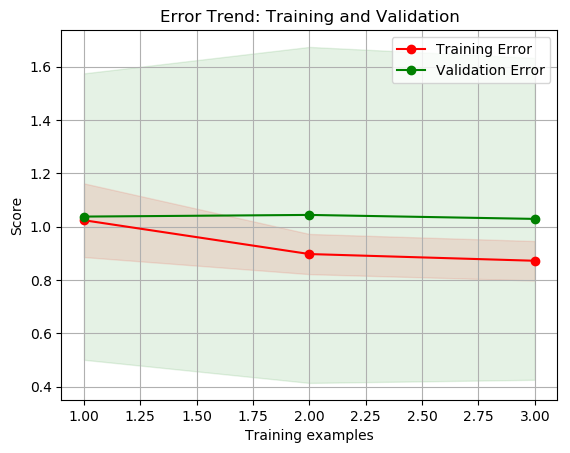 Error Trend: Training and Validation
Training Error
Validation Error
1.6
1.4
1.2
1.0
0.8
0.6
0.4
Score
1.00 1.25 1.50 1.75 2.00 2.25 2.50 2.75 3.00
Training examples